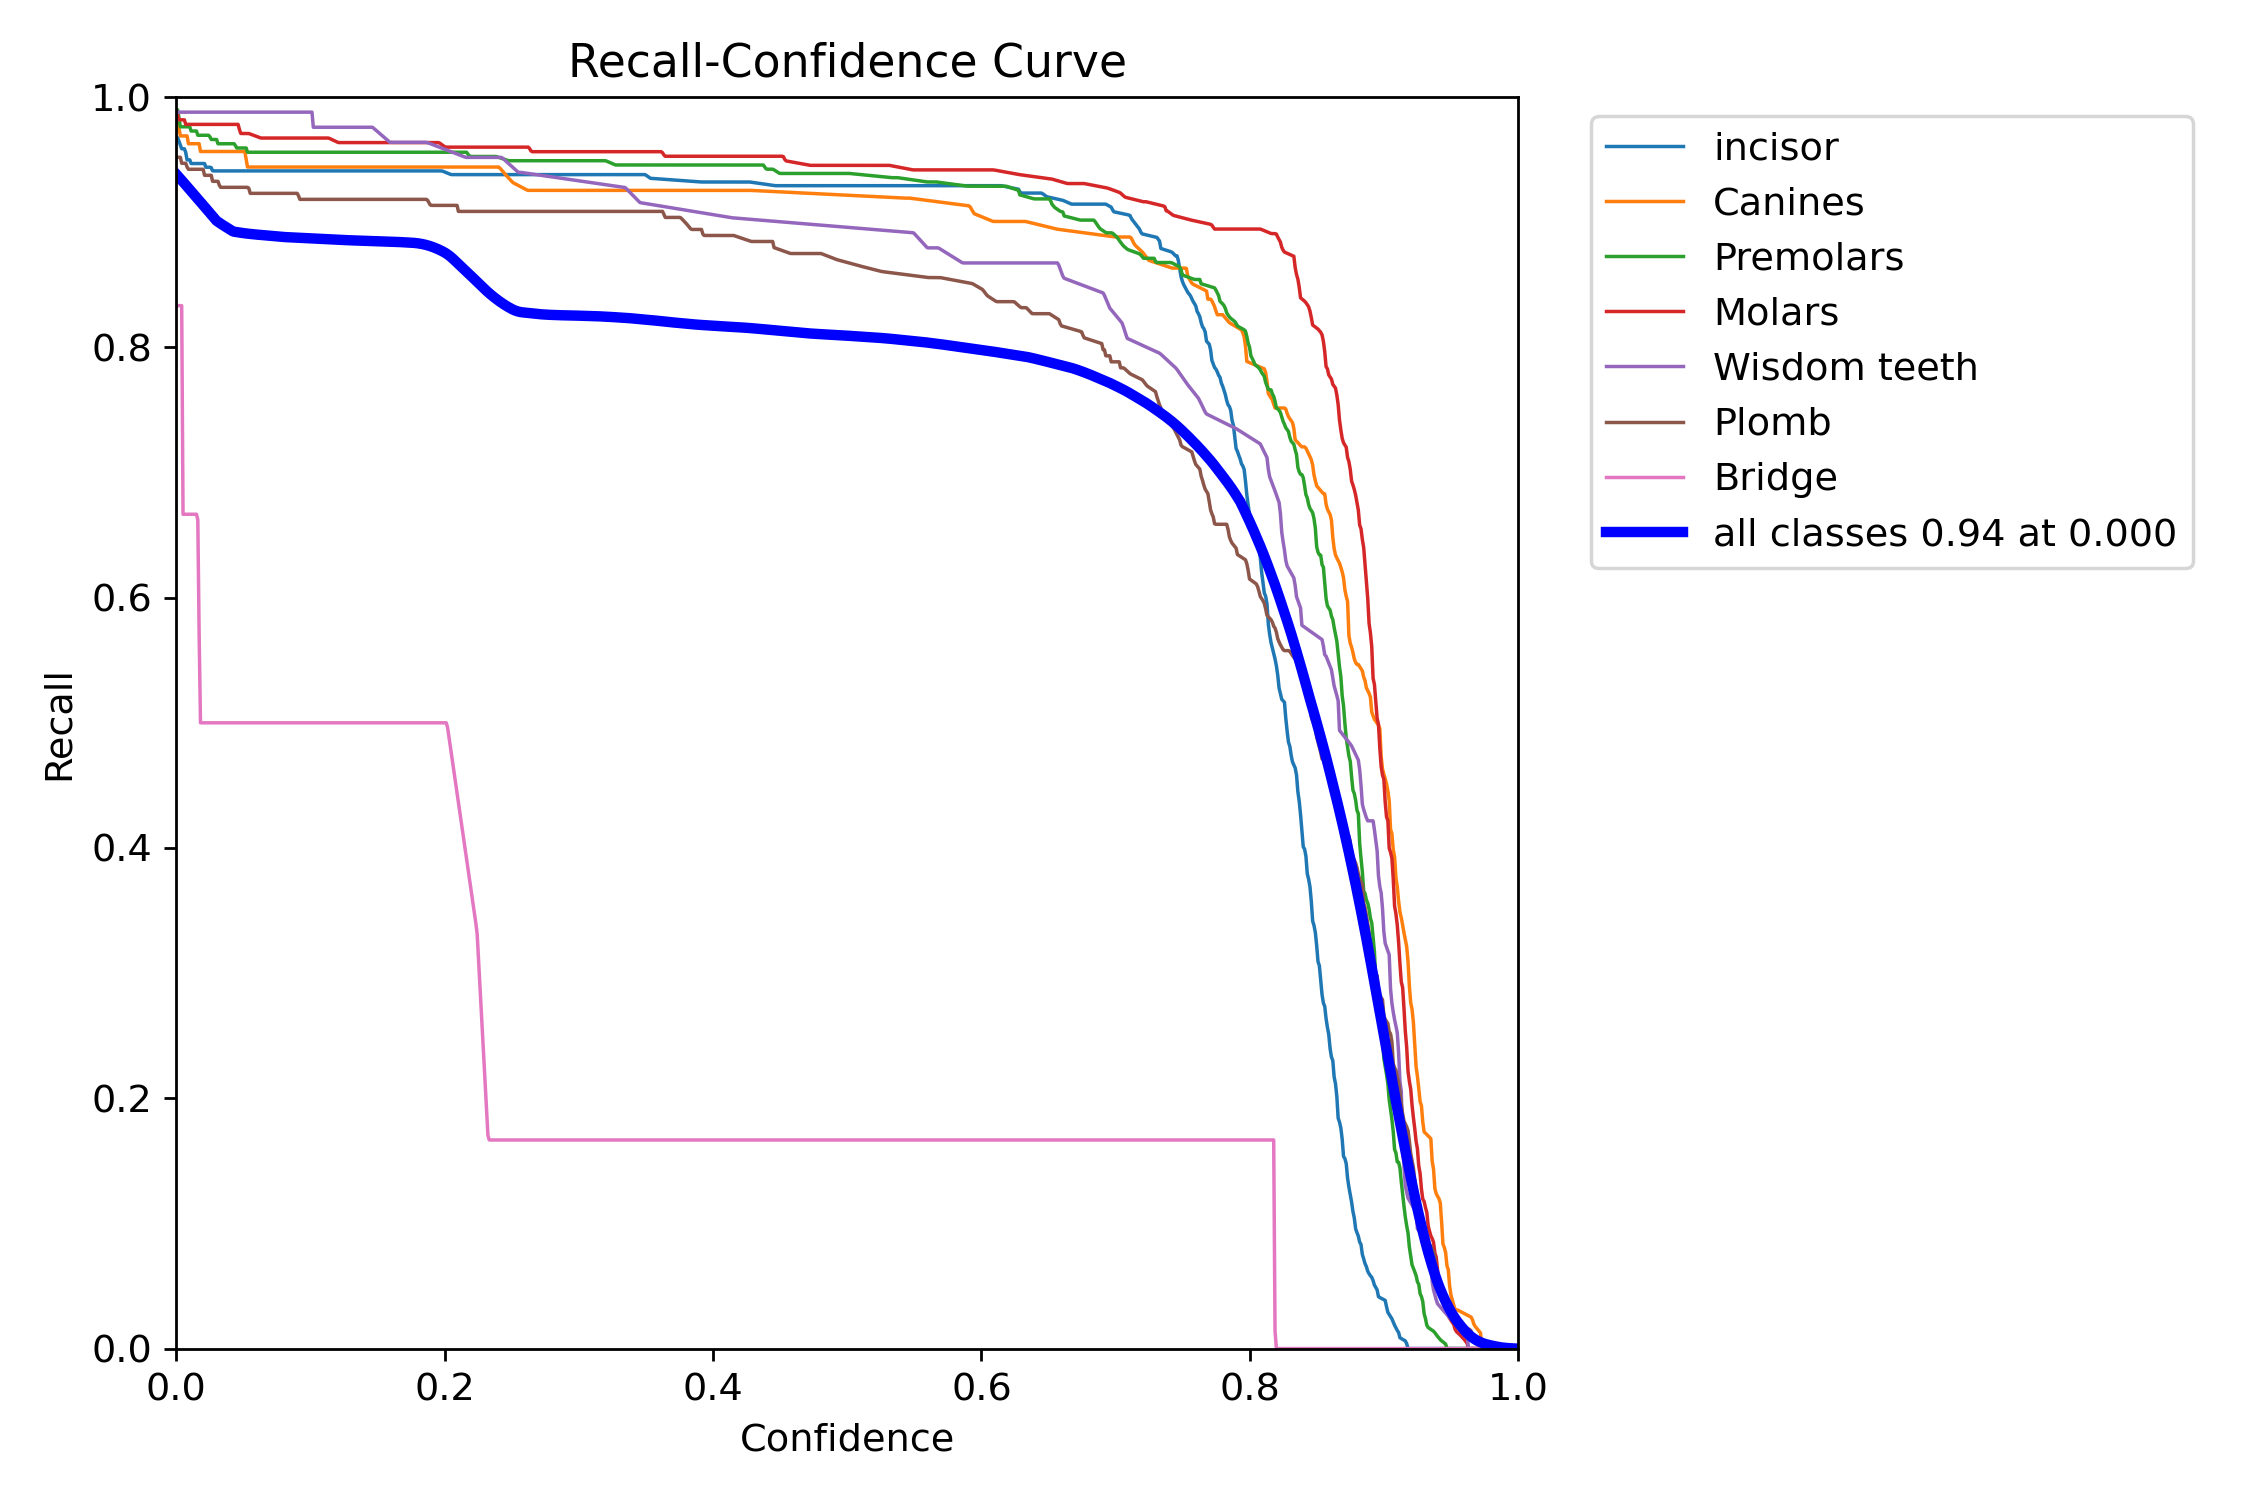 Recall-Confidence Curve
1.0
0.8
0.6
0.4
0.2
0.0
Recall
0.0 0.2 0.4 0.6 0.8 1.0
Confidence
incisor
Canines
Premolars
Molars
Wisdom teeth
Plomb
Bridge
all classes 0.94 at 0.000